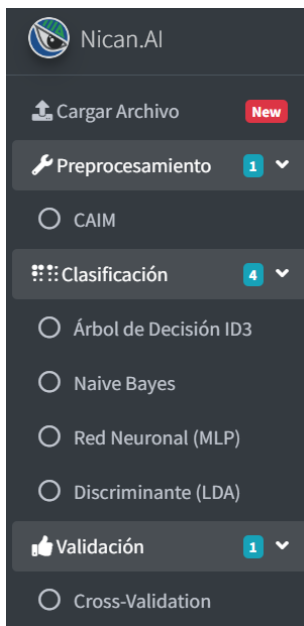 Nican.AI
Cargar Archivo New
Preprocesamiento 1
CAIM
Clasificación 4
Árbol de Decisión ID3
Naive Bayes
Red Neuronal (MLP)
Discriminante (LDA)
Validación 1
Cross-Validation